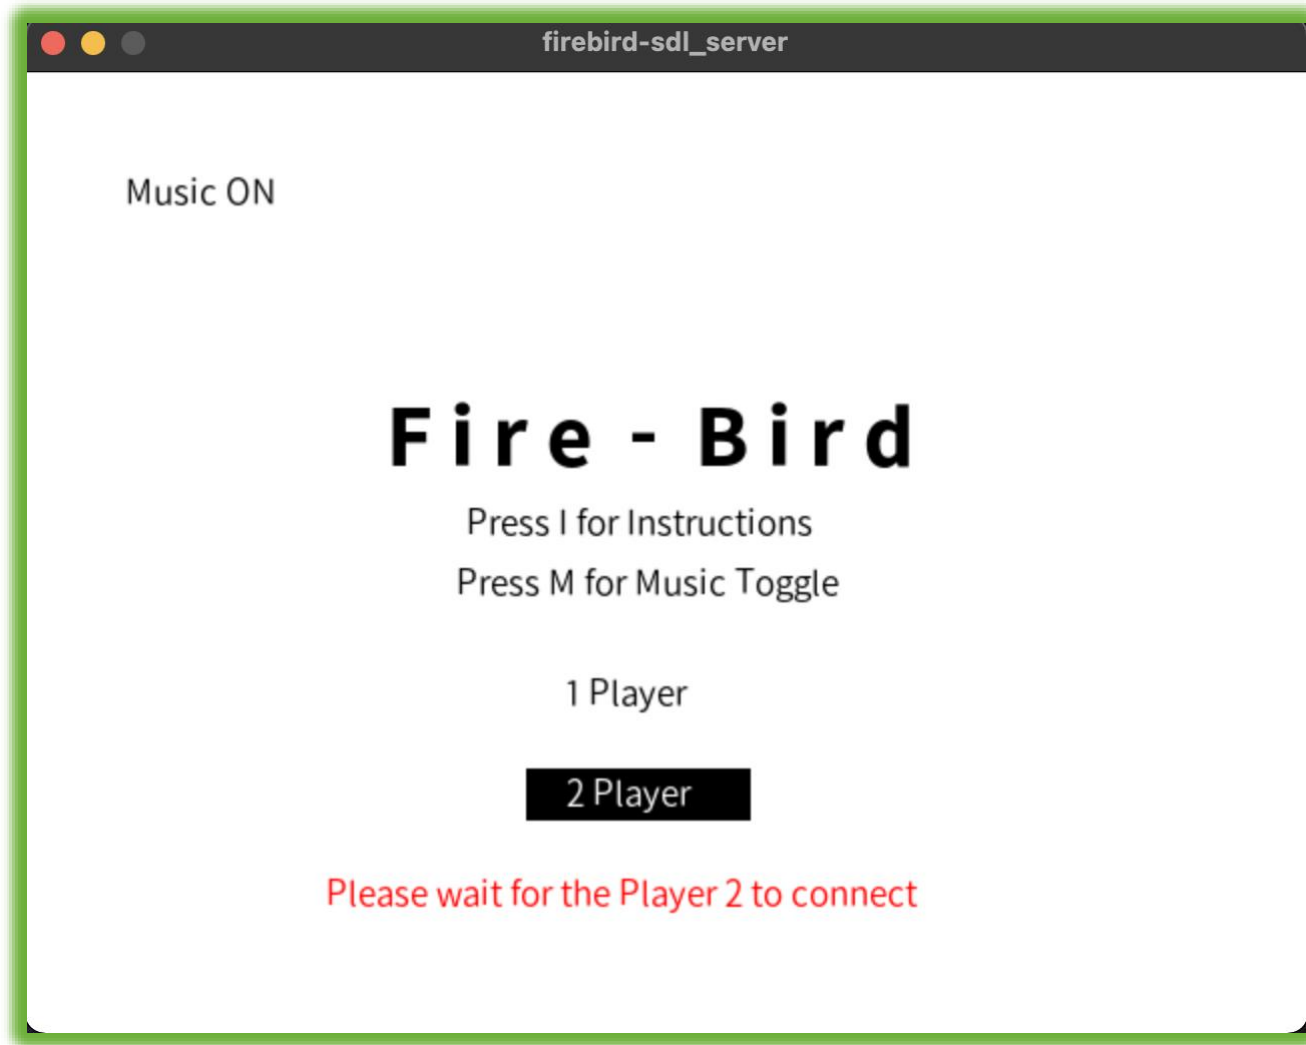 firebird-sdl_server
Music ON
Fire - Bird
Press I for Instructions
Press M for Music Toggle
1 Player
2 Player
Please wait for the Player 2 to connect